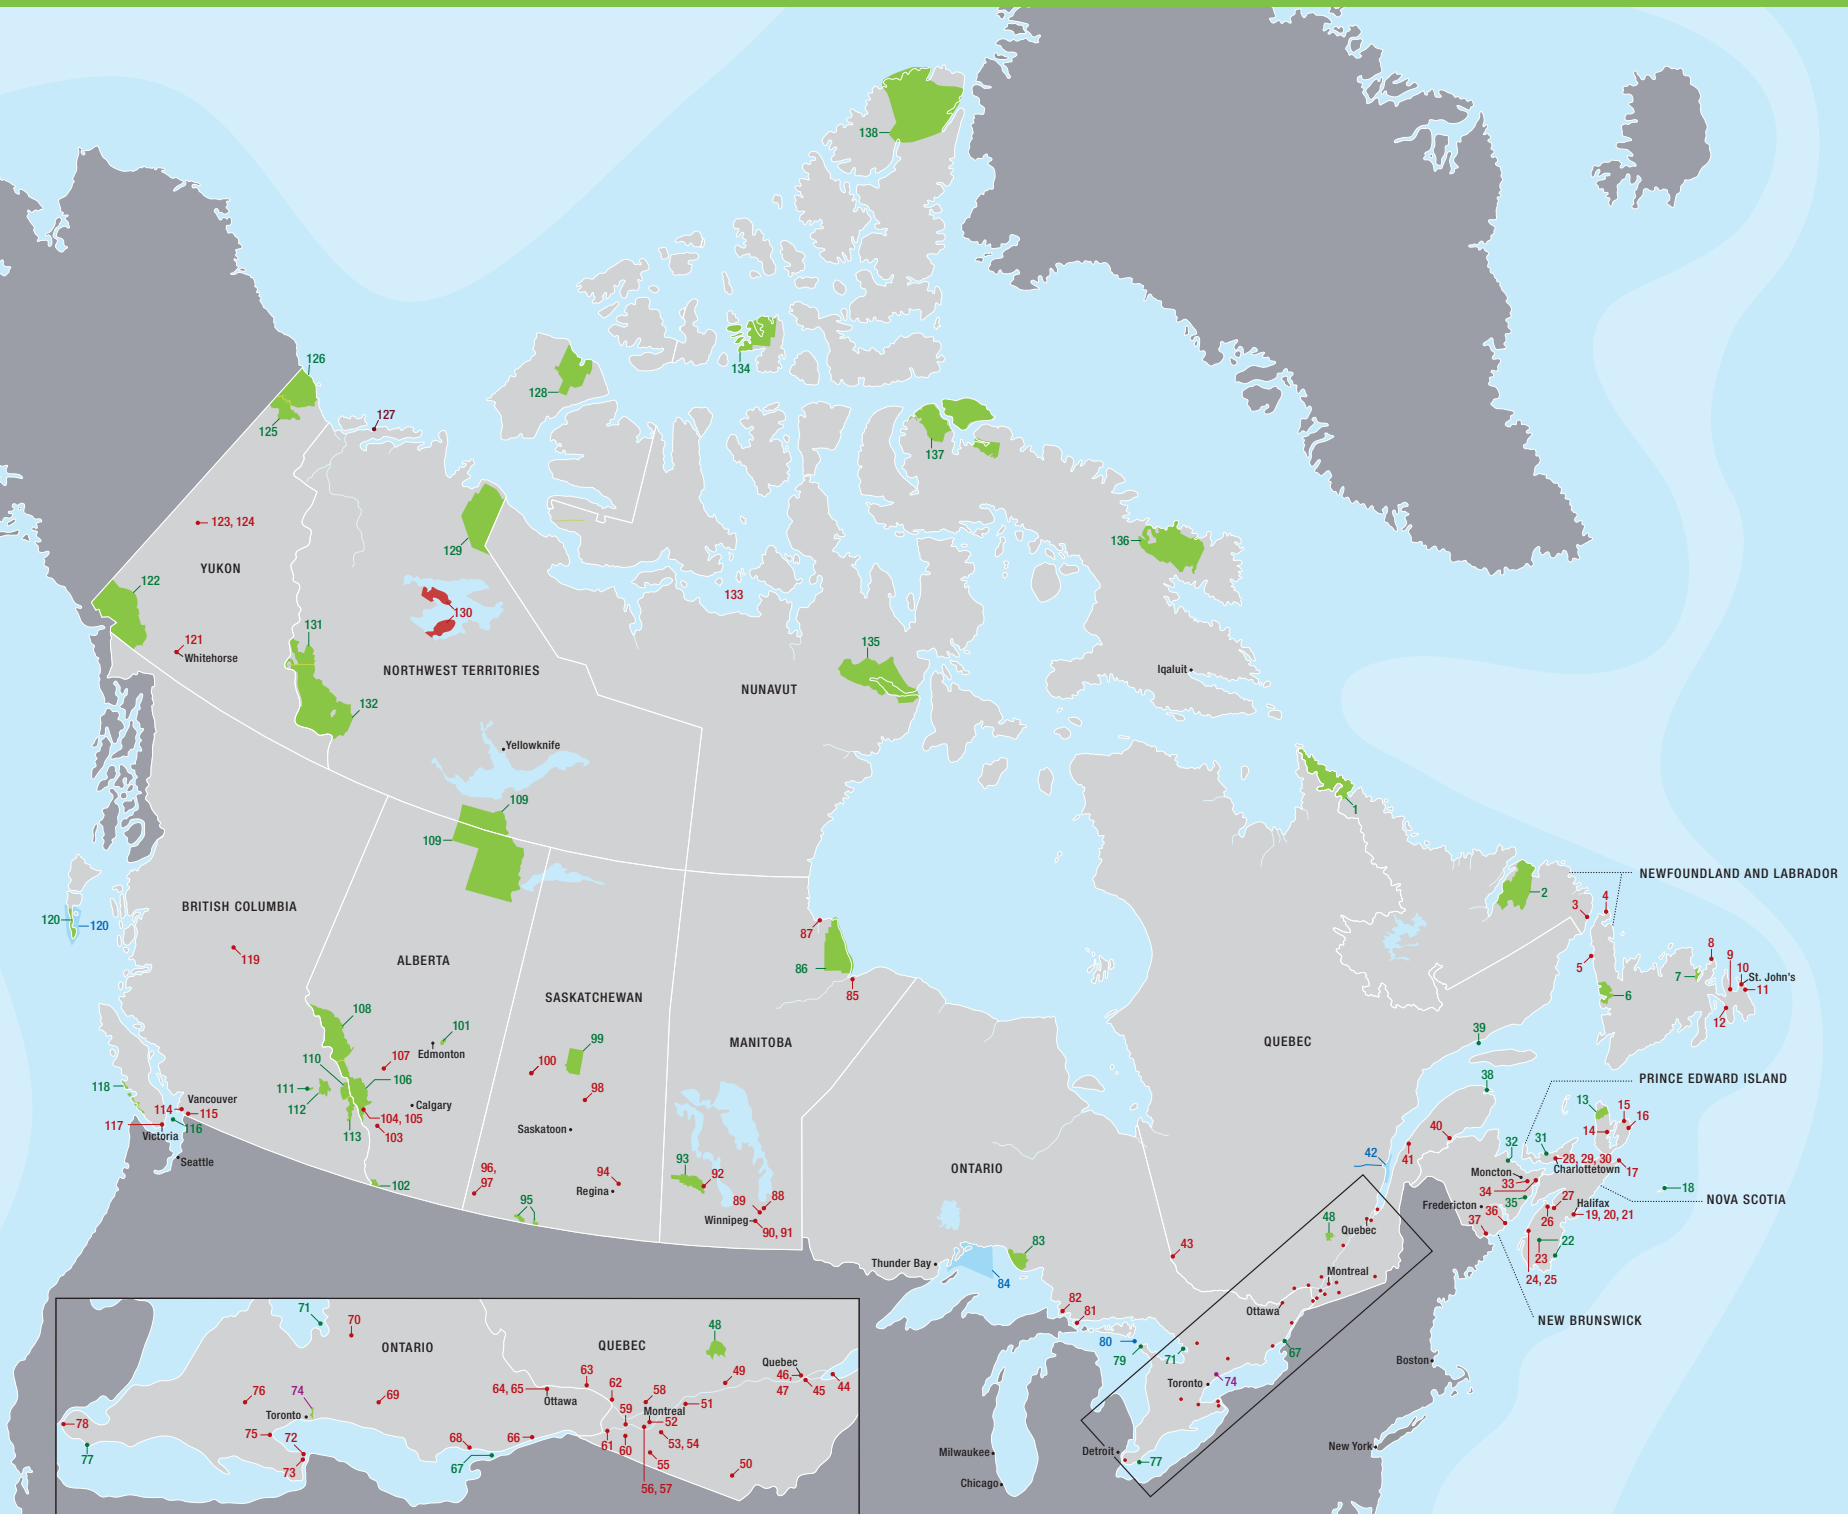 138
126
134
128
127
125
137
123, 124
129
136
YUKON
122
133
130
131
121
Whitehorse
135
NORTHWEST TERRITORIES
Iqaluit
NUNAVUT
132
Yellowknife
109
1
109
NEWFOUNDLAND AND LABRADOR
2
4
3
BRITISH COLUMBIA
120
120
87
8
9
119
ALBERTA
86
5
7
10
St. John's
11
85
6
SASKATCHEWAN
108
12
101
39
99
MANITOBA
QUEBEC
Edmonton
107
110
100
38
PRINCE EDWARD ISLAND
106
118
111
98
13
15
Vancouver
112
Calgary
16
114
115
104, 105
40
14
117
116
Saskatoon
Victoria
113
103
32
31
42
41
28, 29, 30
Seattle
93
ONTARIO
Moncton
Charlottetown
17
96,
97
94
92
33
102
Regina
34
18
95
89
88
35
27
NOVA SCOTIA
Fredericton
Halifax
36
48
37
26
19, 20, 21
Winnipeg
90, 91
Quebec
83
43
22
23
Thunder Bay
Montreal
24, 25
84
82
Ottawa
71
81
NEW BRUNSWICK
70
80
ONTARIO
QUEBEC
48
79
71
67
Quebec
Boston
49
46,
47
45
44
63
64, 65
62
58
76
74
69
Ottawa
Toronto
74
51
59
Montreal
Toronto
78
52
75
72
68
66
61
60
53, 54
New York
77
73
67
55
50
Milwaukee
Detroit
77
56, 57
Chicago